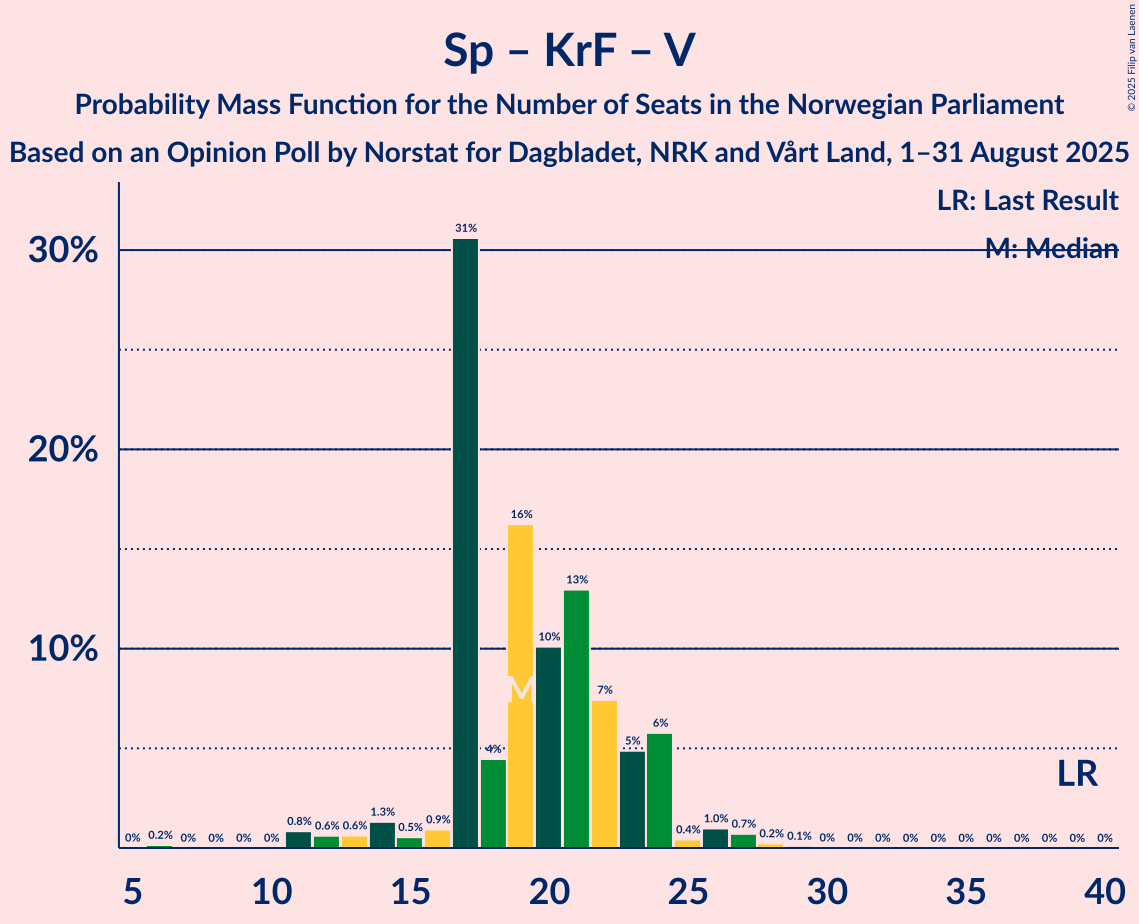 Sp – KrF – V
Probability Mass Function for the Number of Seats in the Norwegian Parliament
Based on an Opinion Poll by Norstat for Dagbladet, NRK and Vårt Land, 1–31 August 2025
© 2025 Filip van Laenen
LR: Last Result
M: Median
30%
20%
10%
0% 0.2% 0% 0% 0% 0% 0.8% 0.6% 0.6% 1.3% 0.5% 0.9% 31% 4% 16% 10% 13% 7% 5% 6% 0.4% 1.0% 0.7% 0.2% 0.1% 0% 0% 0% 0% 0% 0% 0% 0% 0% 0% 0%
M
LR
5 10 15 20 25 30 35 40